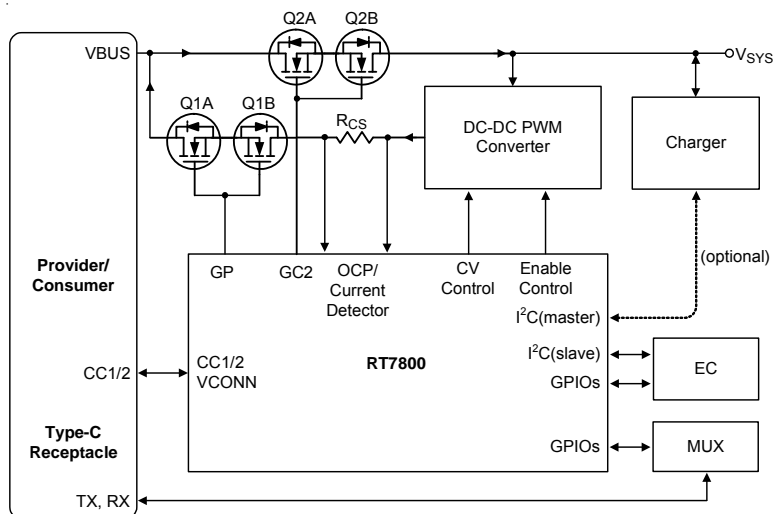 Q2A Q2B
VBUS
V_SYS
Q1A Q1B
R_CS
DC-DC PWM
Converter
Charger
(optional)
Provider/
Consumer
GP
GC2
OCP/
Current
Detector
CV
Control
Enable
Control
I²C(master)
I²C(slave)
GPIOs
EC
CC1/2
CC1/2
VCONN
RT7800
Type-C
Receptacle
GPIOs
MUX
TX, RX